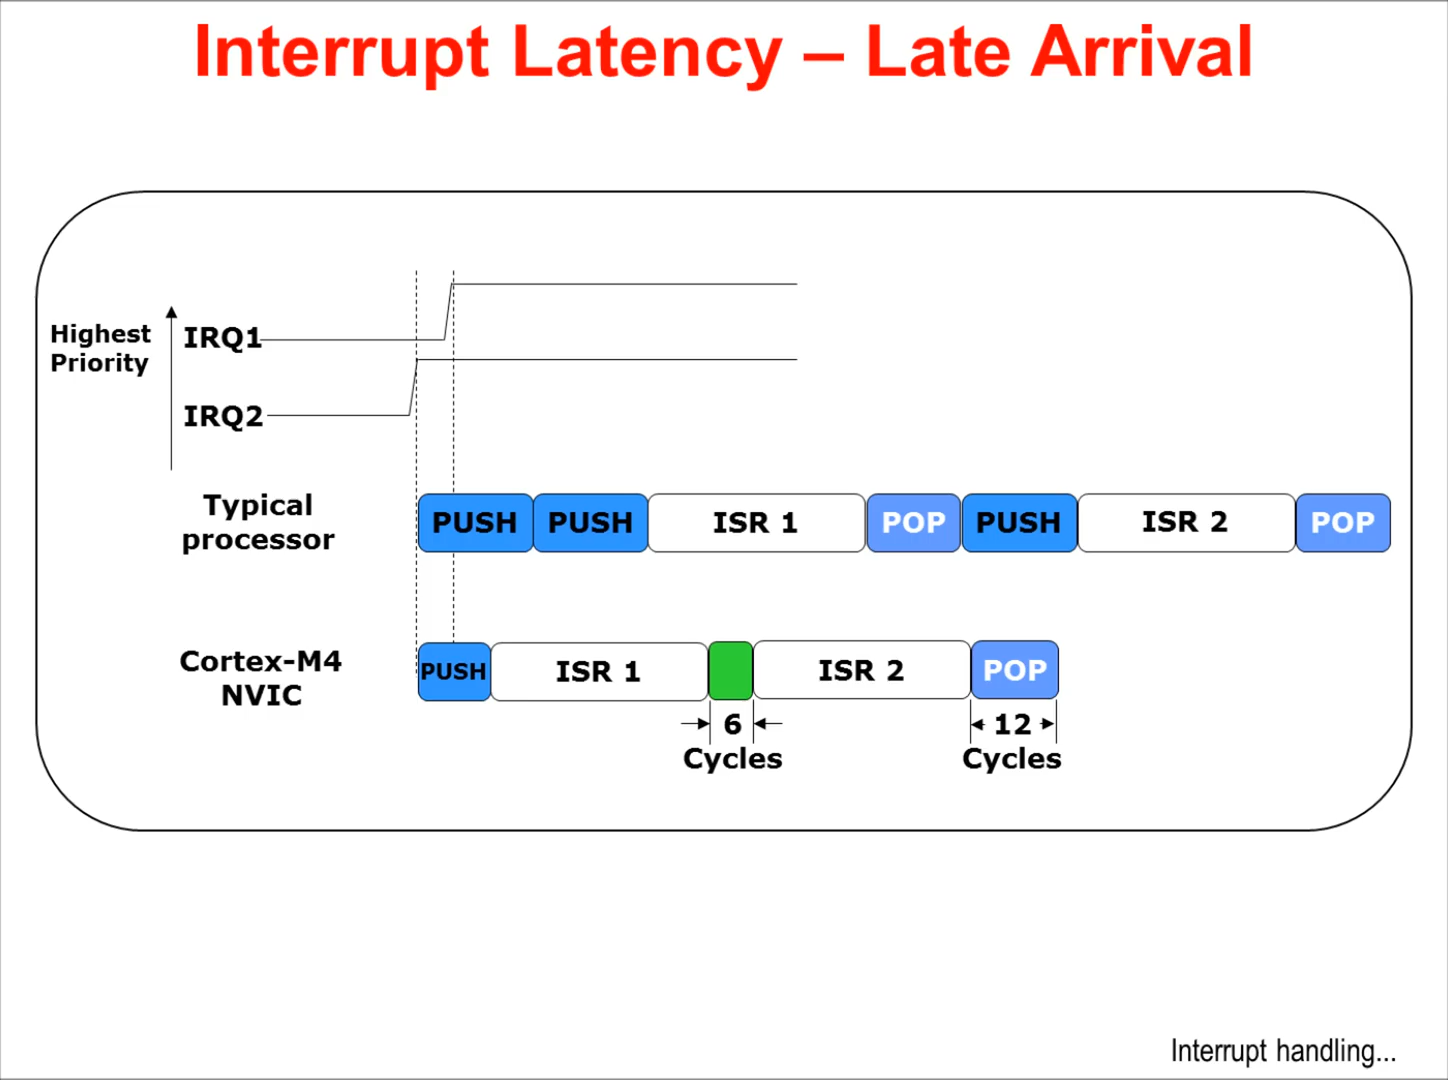 Interrupt Latency – Late Arrival
Highest
Priority
IRQ1
IRQ2
Typical
processor
PUSH
PUSH
ISR 1
POP
PUSH
ISR 2
POP
Cortex-M4
NVIC
PUSH
ISR 1
ISR 2
POP
6
Cycles
12
Cycles
Interrupt handling...